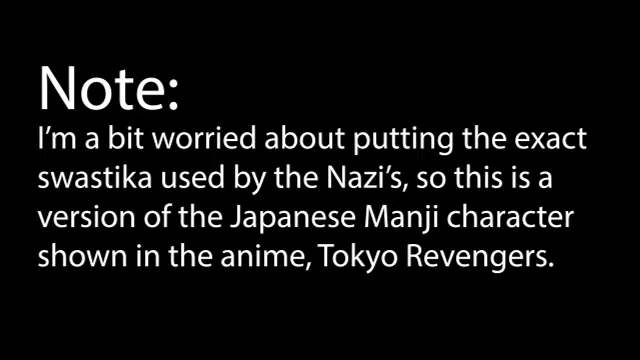 Note:
I'm a bit worried about putting the exact
swastika used by the Nazi's, so this is a
version of the Japanese Manji character
shown in the anime, Tokyo Revengers.